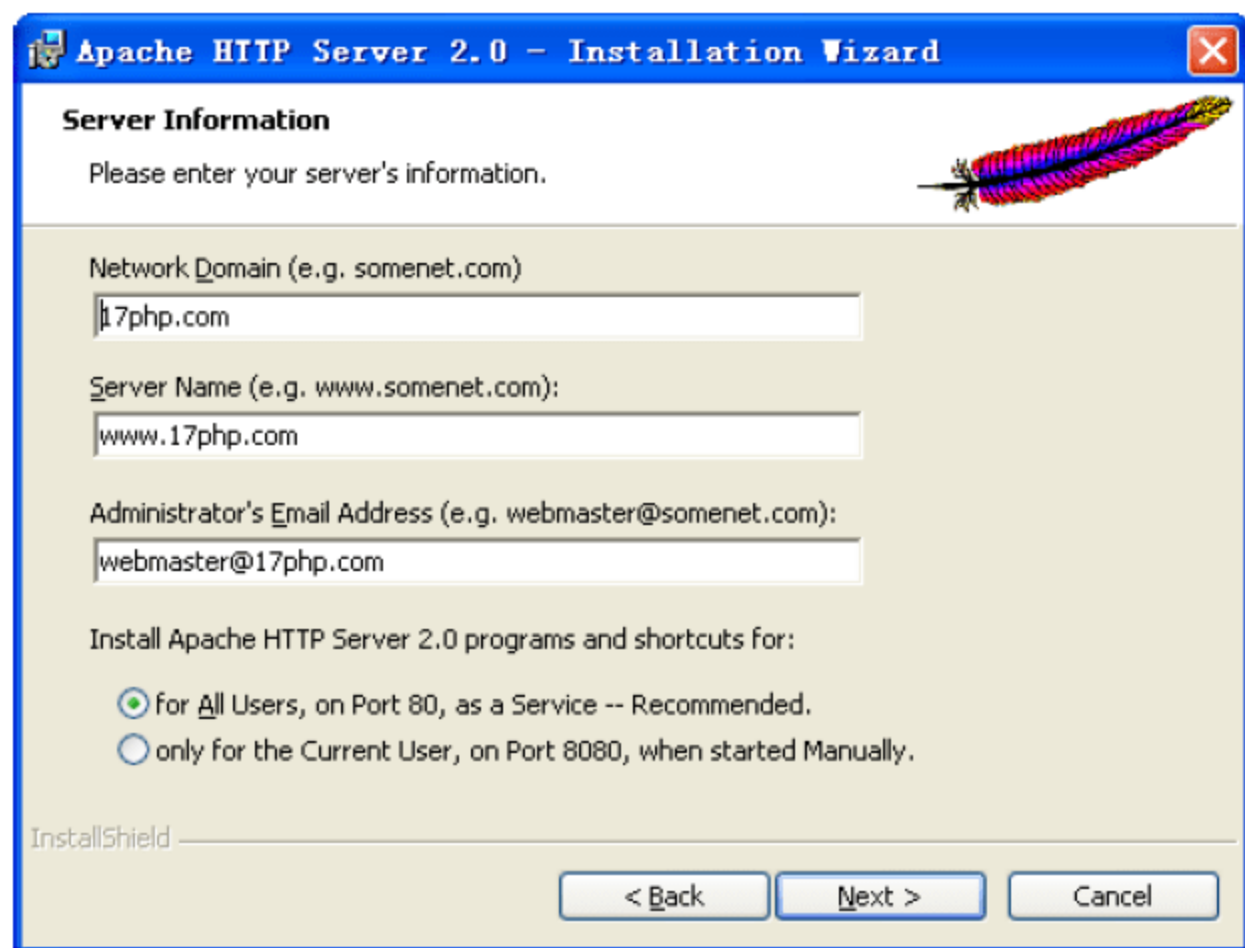 Apache HTTP Server 2.0 - Installation Wizard
Server Information
Please enter your server's information.
Network Domain (e.g. somenet.com)
17php.com
Server Name (e.g. www.somenet.com):
www.17php.com
Administrator's Email Address (e.g. webmaster@somenet.com):
webmaster@17php.com
Install Apache HTTP Server 2.0 programs and shortcuts for:
for All Users, on Port 80, as a Service -- Recommended.
only for the Current User, on Port 8080, when started Manually.
InstallShield
< Back Next > Cancel